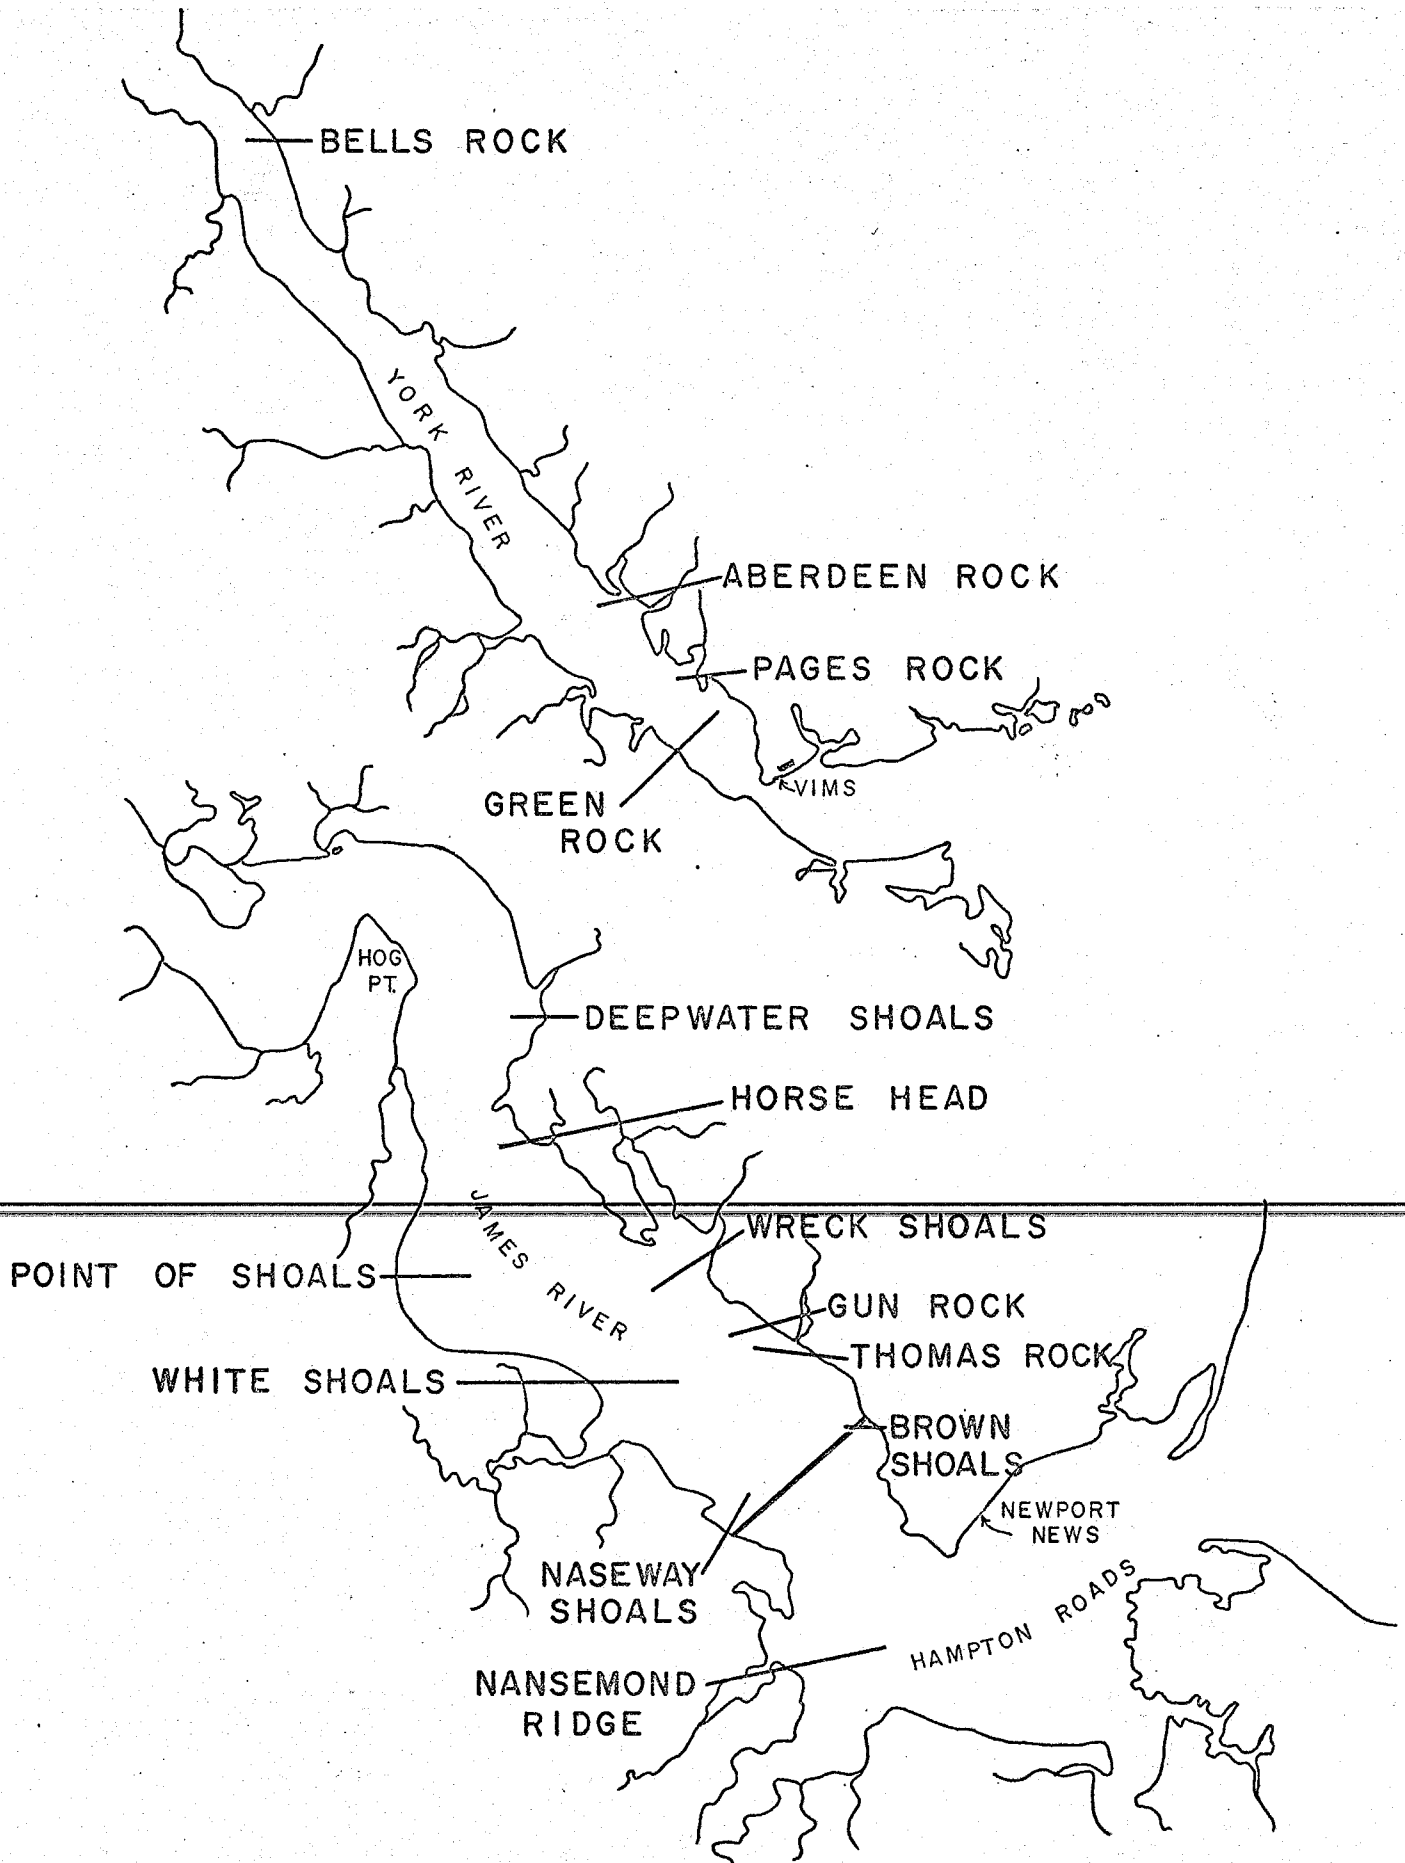 BELLS ROCK
YORK RIVER
ABERDEEN ROCK
PAGES ROCK
VIMS
GREEN
ROCK
HOG
PT.
DEEPWATER SHOALS
HORSE HEAD
WRECK SHOALS
JAMES RIVER
POINT OF SHOALS
GUN ROCK
THOMAS ROCK
WHITE SHOALS
BROWN
SHOALS
NEWPORT
NEWS
NASEWAY
SHOALS
HAMPTON ROADS
NANSEMOND
RIDGE